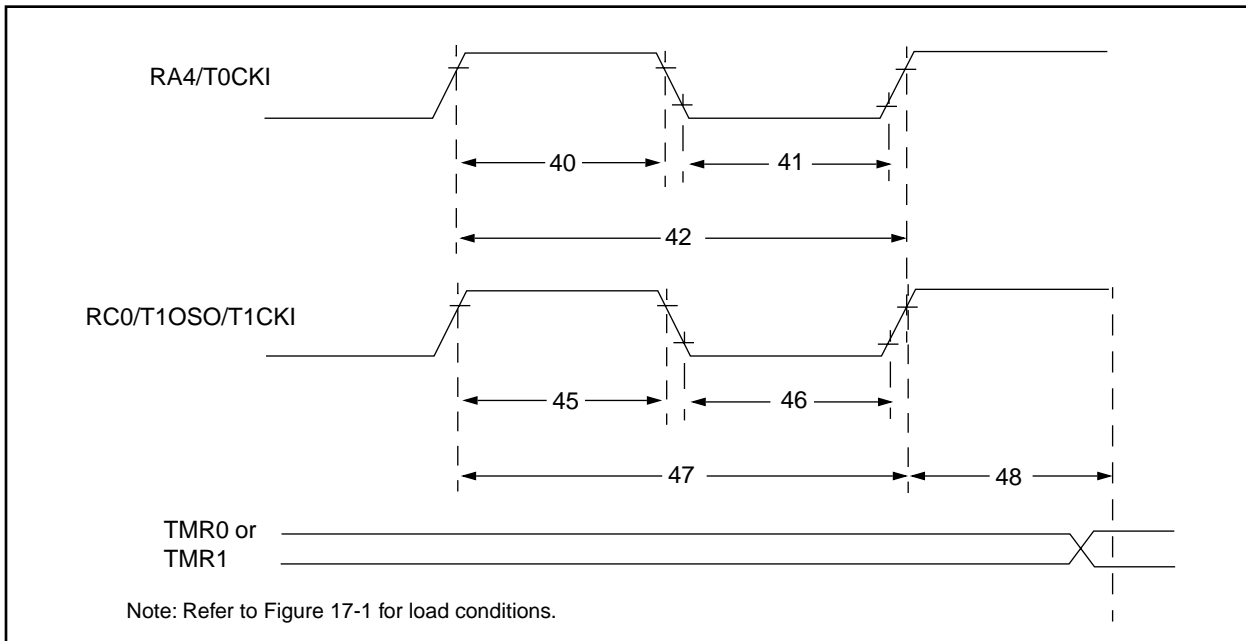 RA4/T0CKI
40
41
42
RC0/T1OSO/T1CKI
45
46
47
48
TMR0 or
TMR1
Note: Refer to Figure 17-1 for load conditions.